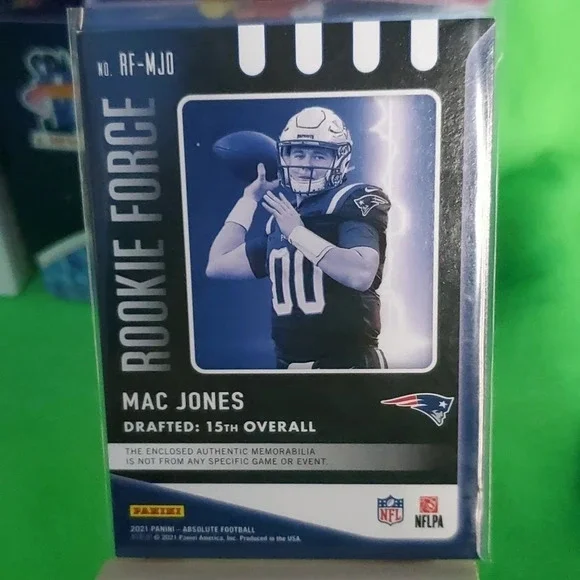 NO. RF-MJO
ROOKIE FORCE
00
MAC JONES
DRAFTED: 15TH OVERALL
THE ENCLOSED AUTHENTIC MEMORABILIA
IS NOT FROM ANY SPECIFIC GAME OR EVENT.
PANINI
2021 PANINI - ABSOLUTE FOOTBALL
© 2021 Panini America, Inc. Produced in the USA.
NFL
NFLPA